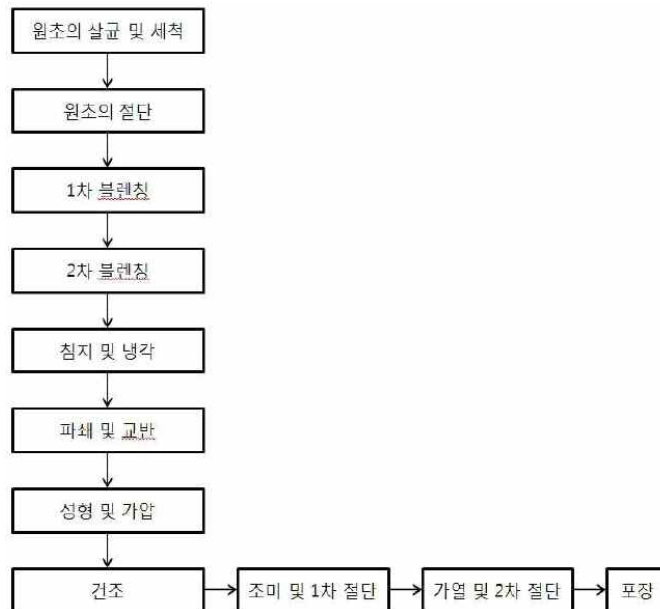 원초의 살균 및 세척
원초의 절단
1차 블렌칭
2차 블렌칭
침지 및 냉각
파쇄 및 교반
성형 및 가압
건조
조미 및 1차 절단
가열 및 2차 절단
포장